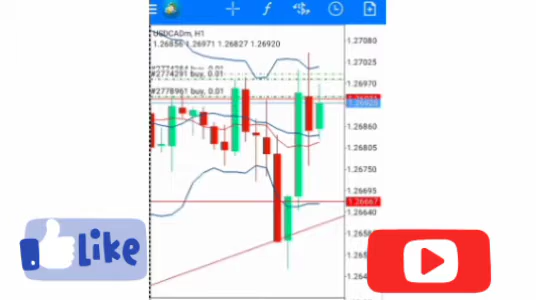 USDCADm, H1
1.26856 1.26971 1.26827 1.26920
#2774291 buy, 0.01
#2778961 buy, 0.01
1.27080
1.27025
1.26970
1.26920
1.26860
1.26805
1.26750
1.26695
1.26667
1.26640
Like